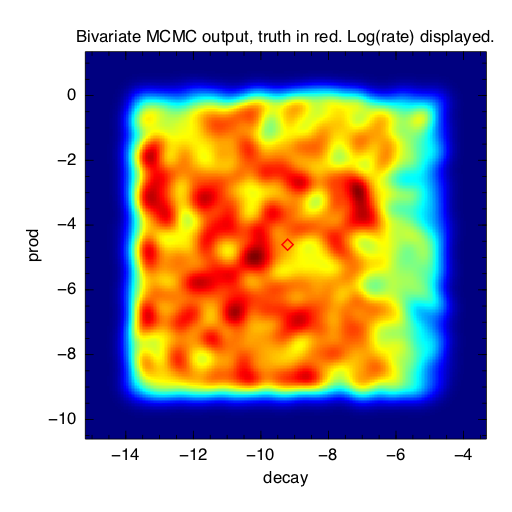 Bivariate MCMC output, truth in red. Log(rate) displayed.
0
−2
−4
−6
−8
−10
prod
−14 −12 −10 −8 −6 −4
decay